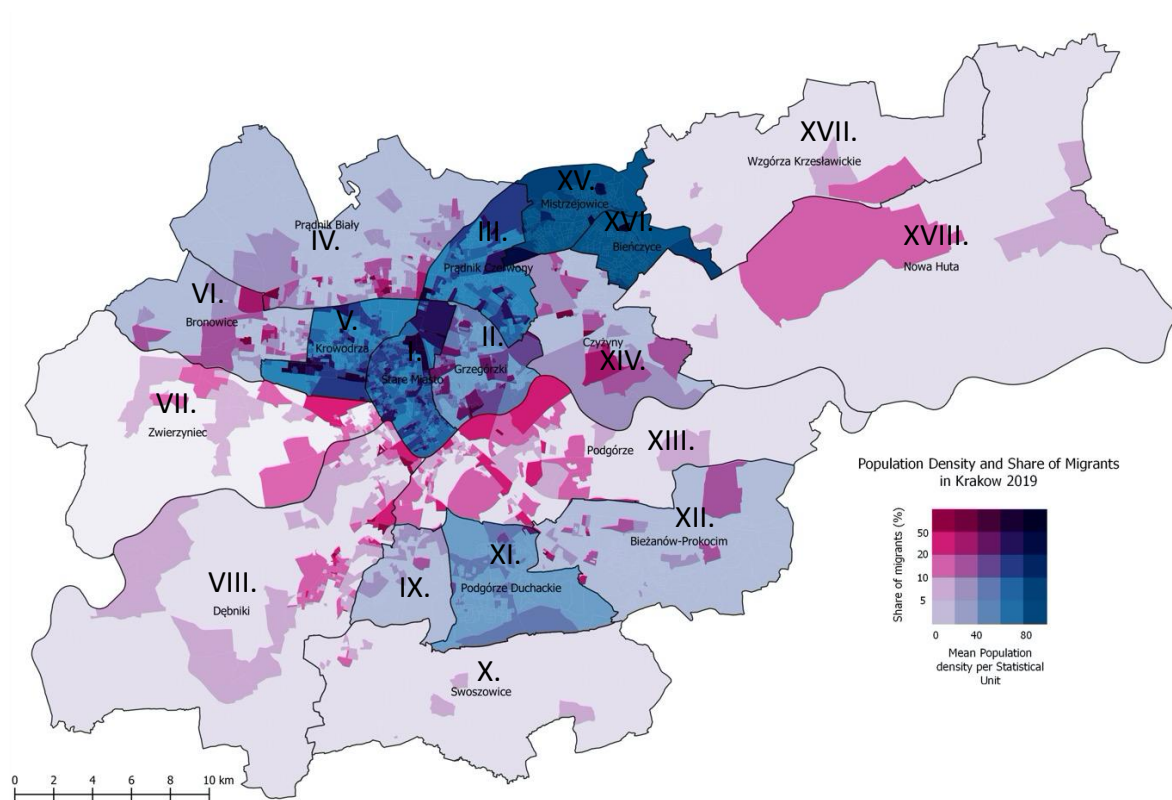 XVII.
Wzgórza Krzesławickie
XV.
Mistrzejowice
XVI.
Bieńczyce
III.
Prądnik Czerwony
Prądnik Biały
IV.
XVIII.
Nowa Huta
VI.
Bronowice
V.
Krowodrza
I.
Stare Miasto
II.
Grzegórzki
Czyżyny
XIV.
VII.
Zwierzyniec
XIII.
Podgórze
XII.
Bieżanów-Prokocim
XI.
Podgórze Duchackie
IX.
VIII.
Dębniki
X.
Swoszowice
Population Density and Share of Migrants
in Krakow 2019
Share of migrants (%)
50
20
10
5
0 40 80
Mean Population
density per Statistical
Unit
0 2 4 6 8 10 km